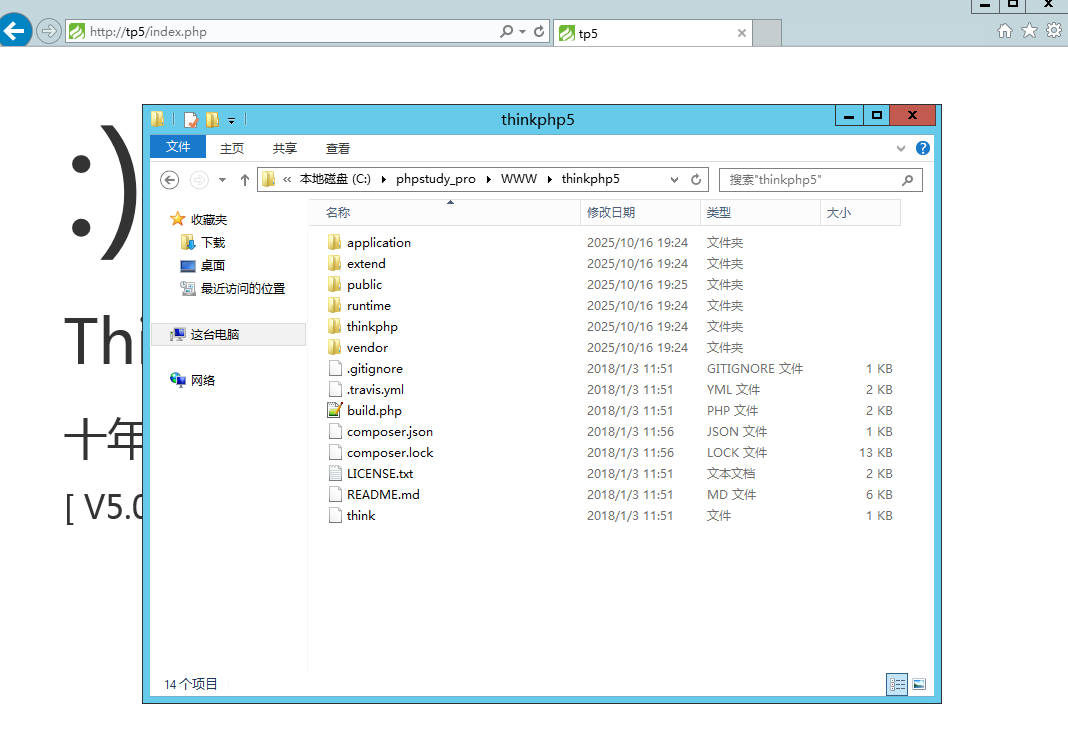 http://tp5/index.php
tp5
:)
Thi
十年
[ V5.0
thinkphp5
文件 主页 共享 查看
« 本地磁盘 (C:) phpstudy_pro WWW thinkphp5
搜索"thinkphp5"
收藏夹
下载
桌面
最近访问的位置
这台电脑
网络
名称 修改日期 类型 大小
application 2025/10/16 19:24 文件夹
extend 2025/10/16 19:24 文件夹
public 2025/10/16 19:25 文件夹
runtime 2025/10/16 19:24 文件夹
thinkphp 2025/10/16 19:24 文件夹
vendor 2025/10/16 19:24 文件夹
.gitignore 2018/1/3 11:51 GITIGNORE 文件 1 KB
.travis.yml 2018/1/3 11:51 YML 文件 2 KB
build.php 2018/1/3 11:51 PHP 文件 2 KB
composer.json 2018/1/3 11:56 JSON 文件 1 KB
composer.lock 2018/1/3 11:56 LOCK 文件 13 KB
LICENSE.txt 2018/1/3 11:51 文本文档 2 KB
README.md 2018/1/3 11:51 MD 文件 6 KB
think 2018/1/3 11:51 文件 1 KB
14 个项目